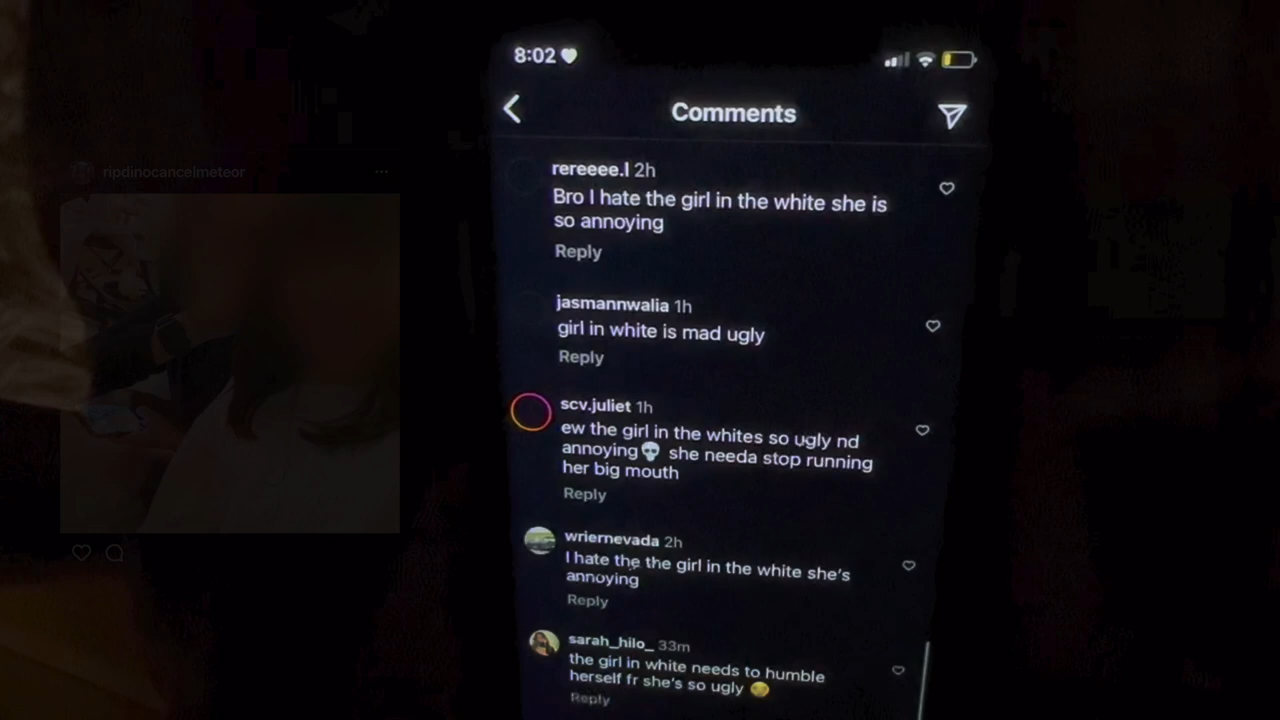 8:02
Comments
ripdinocancelmeteor
rereeee.l 2h
Bro I hate the girl in the white she is
so annoying
Reply
jasmannwalia 1h
girl in white is mad ugly
Reply
scv.juliet 1h
ew the girl in the whites so ugly nd
annoying💀 she needa stop running
her big mouth
Reply
wriernevada 2h
I hate the the girl in the white she's
annoying
Reply
sarah_hilo_ 33m
the girl in white needs to humble
herself fr she's so ugly
Reply